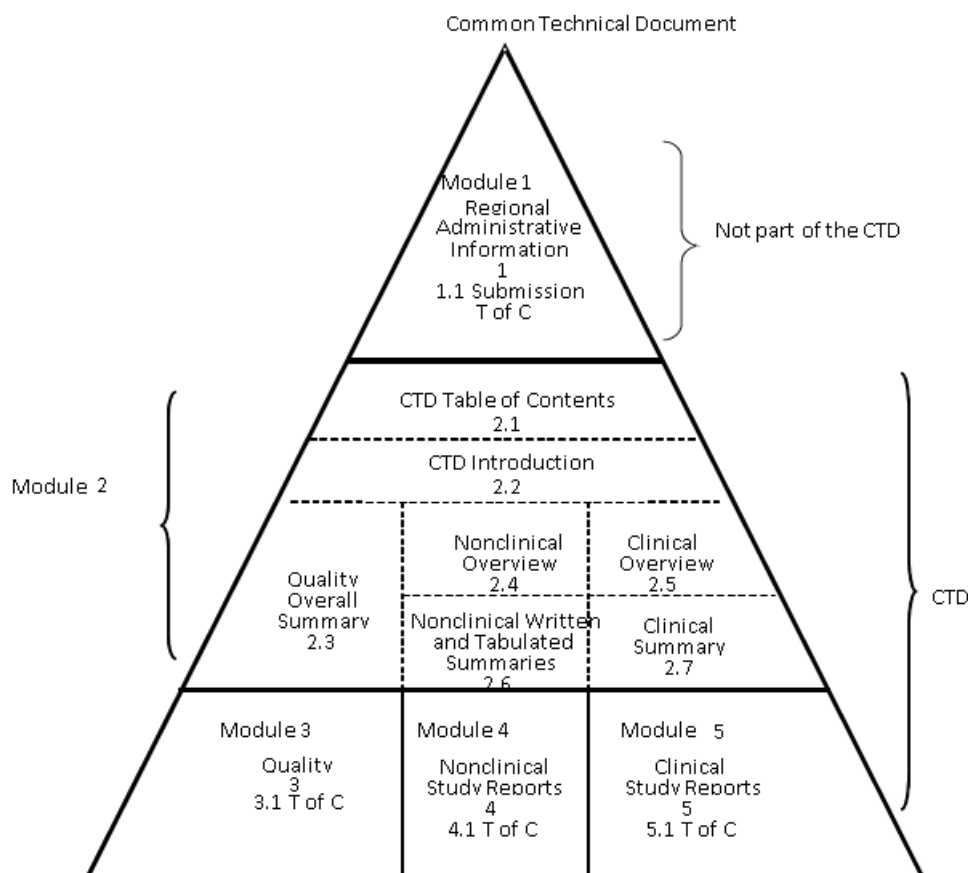 Common Technical Document
Module 1
Regional
Administrative
Information
1
1.1 Submission
T of C
Not part of the CTD
CTD Table of Contents
2.1
CTD Introduction
2.2
Module 2
Quality
Overall
Summary
2.3
Nonclinical
Overview
2.4
Clinical
Overview
2.5
Nonclinical Written
and Tabulated
Summaries
2.6
Clinical
Summary
2.7
CTD
Module 3
Quality
3
3.1 T of C
Module 4
Nonclinical
Study Reports
4
4.1 T of C
Module 5
Clinical
Study Reports
5
5.1 T of C